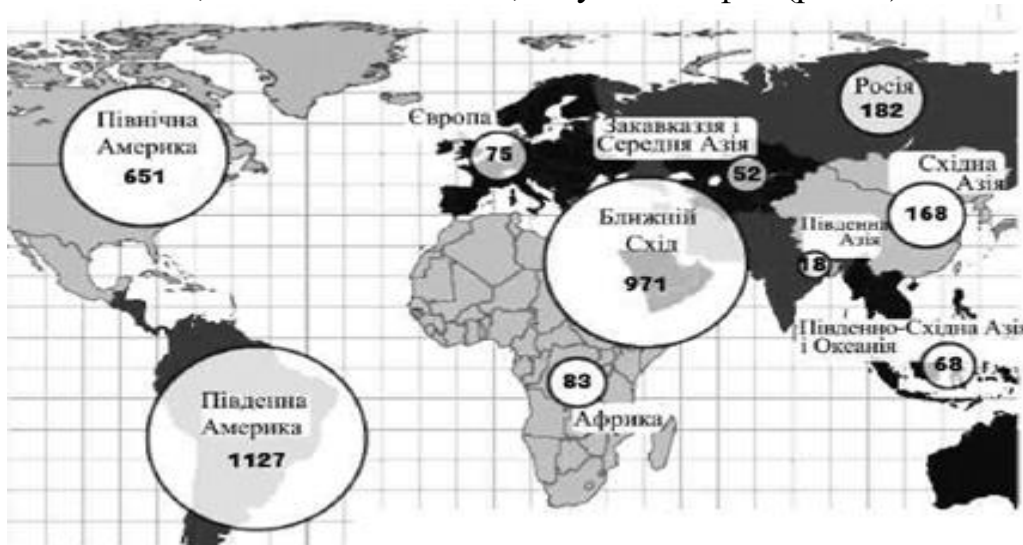 Північна
Америка
651
Європа
75
Закавказзя і
Середня Азія
52
Росія
182
Східна
Азія
168
Ближній
Схід
971
Південна
Азія
18
Південно-Східна Азія
і Океанія
68
83
Африка
Південна
Америка
1127